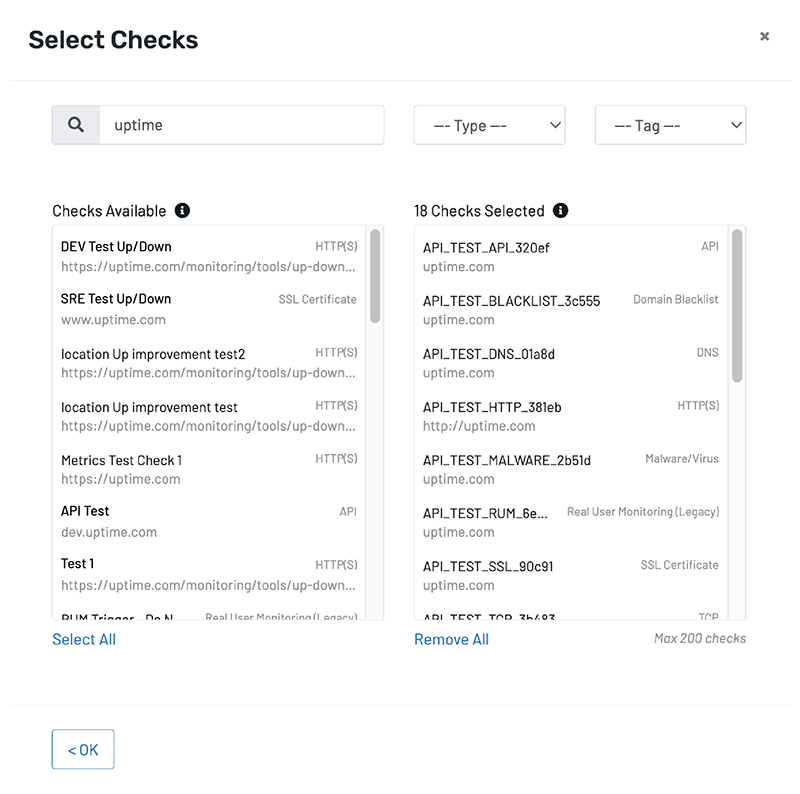 Select Checks
×
uptime
--- Type ---
--- Tag ---
Checks Available
18 Checks Selected
DEV Test Up/Down HTTP(S)
https://uptime.com/monitoring/tools/up-down...
SRE Test Up/Down SSL Certificate
www.uptime.com
location Up improvement test2 HTTP(S)
https://uptime.com/monitoring/tools/up-down...
location Up improvement test HTTP(S)
https://uptime.com/monitoring/tools/up-down...
Metrics Test Check 1 HTTP(S)
https://uptime.com
API Test API
dev.uptime.com
Test 1 HTTP(S)
https://uptime.com/monitoring/tools/up-down...
RUM Trigger - Do N... Real User Monitoring (Legacy)
Select All
API_TEST_API_320ef API
uptime.com
API_TEST_BLACKLIST_3c555 Domain Blacklist
uptime.com
API_TEST_DNS_01a8d DNS
uptime.com
API_TEST_HTTP_381eb HTTP(S)
http://uptime.com
API_TEST_MALWARE_2b51d Malware/Virus
uptime.com
API_TEST_RUM_6e... Real User Monitoring (Legacy)
uptime.com
API_TEST_SSL_90c91 SSL Certificate
uptime.com
API_TEST_TCP_3b483 TCP
Remove All
Max 200 checks
< OK